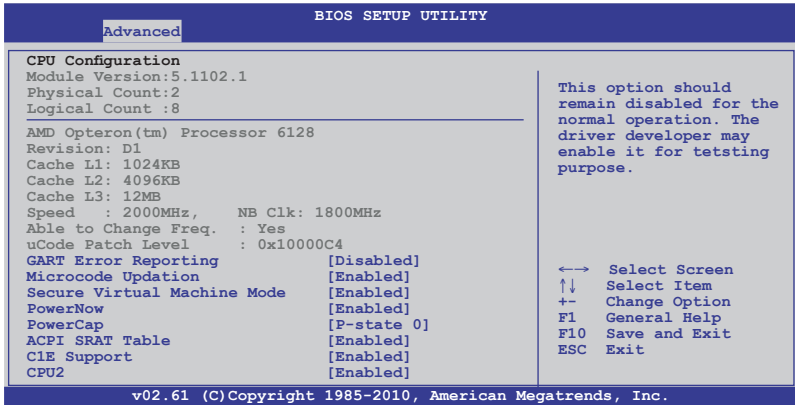 BIOS SETUP UTILITY
Advanced
CPU Configuration
Module Version:5.1102.1
Physical Count:2
Logical Count :8
AMD Opteron(tm) Processor 6128
Revision: D1
Cache L1: 1024KB
Cache L2: 4096KB
Cache L3: 12MB
Speed : 2000MHz, NB Clk: 1800MHz
Able to Change Freq. : Yes
uCode Patch Level : 0x10000C4
GART Error Reporting [Disabled]
Microcode Updation [Enabled]
Secure Virtual Machine Mode [Enabled]
PowerNow [Enabled]
PowerCap [P-state 0]
ACPI SRAT Table [Enabled]
C1E Support [Enabled]
CPU2 [Enabled]
This option should
remain disabled for the
normal operation. The
driver developer may
enable it for tetsting
purpose.
←→ Select Screen
↑↓ Select Item
+- Change Option
F1 General Help
F10 Save and Exit
ESC Exit
v02.61 (C)Copyright 1985-2010, American Megatrends, Inc.